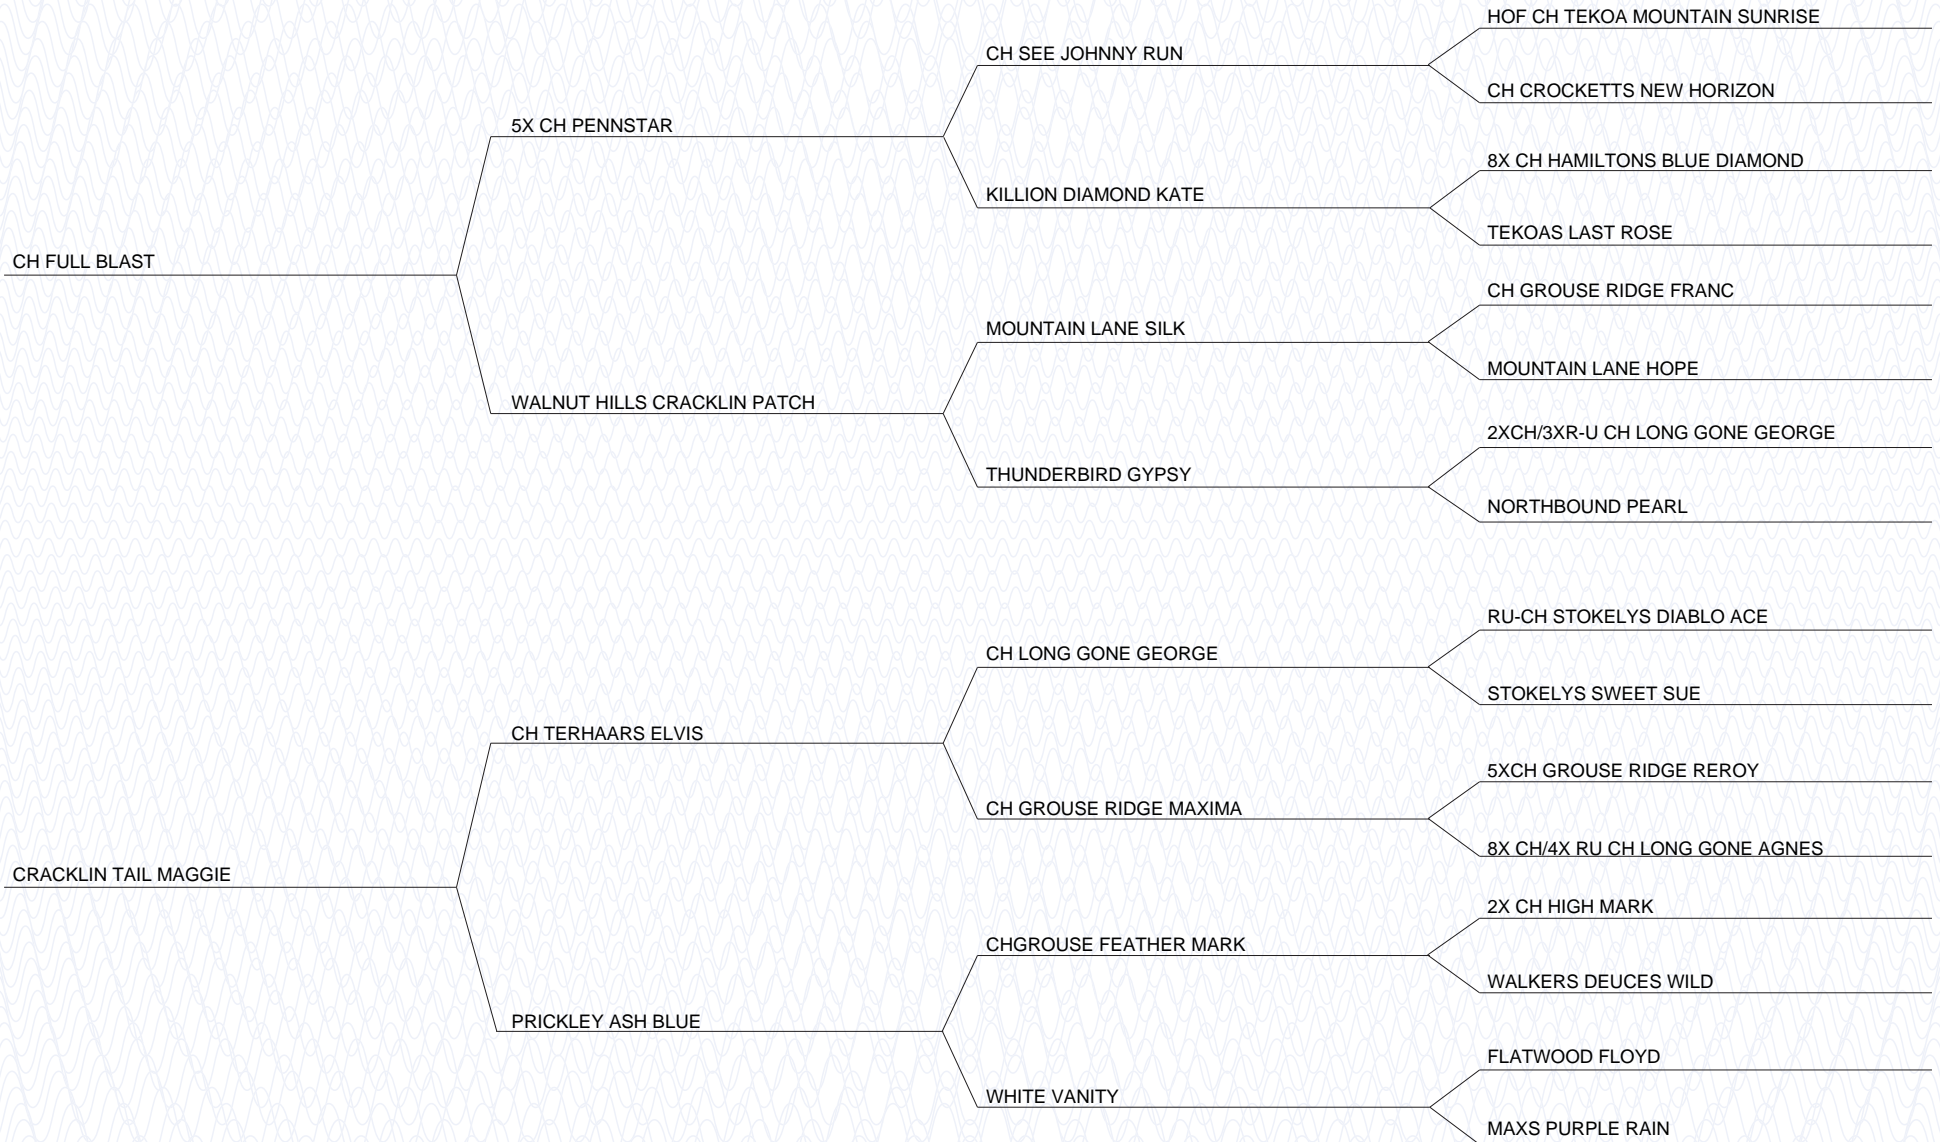 HOF CH TEKOA MOUNTAIN SUNRISE
CH SEE JOHNNY RUN
CH CROCKETTS NEW HORIZON
5X CH PENNSTAR
8X CH HAMILTONS BLUE DIAMOND
KILLION DIAMOND KATE
TEKOAS LAST ROSE
CH FULL BLAST
CH GROUSE RIDGE FRANC
MOUNTAIN LANE SILK
MOUNTAIN LANE HOPE
WALNUT HILLS CRACKLIN PATCH
2XCH/3XR-U CH LONG GONE GEORGE
THUNDERBIRD GYPSY
NORTHBOUND PEARL
RU-CH STOKELYS DIABLO ACE
CH LONG GONE GEORGE
STOKELYS SWEET SUE
CH TERHAARS ELVIS
5XCH GROUSE RIDGE REROY
CH GROUSE RIDGE MAXIMA
8X CH/4X RU CH LONG GONE AGNES
CRACKLIN TAIL MAGGIE
2X CH HIGH MARK
CHGROUSE FEATHER MARK
WALKERS DEUCES WILD
PRICKLEY ASH BLUE
FLATWOOD FLOYD
WHITE VANITY
MAXS PURPLE RAIN